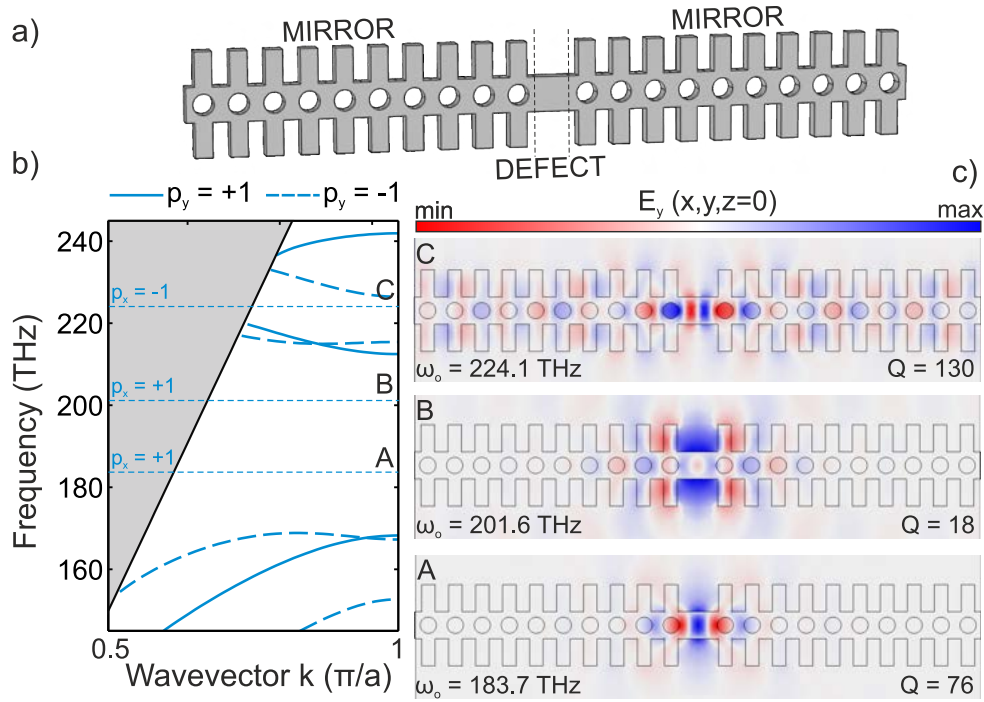 a)
MIRROR
MIRROR
DEFECT
b)
p_y = +1
p_y = -1
Frequency (THz)
240
220
200
180
160
p_x = -1
C
p_x = +1
B
p_x = +1
A
0.5
1
Wavevector k (π/a)
c)
E_y (x,y,z=0)
min
max
C
ω_o = 224.1 THz
Q = 130
B
ω_o = 201.6 THz
Q = 18
A
ω_o = 183.7 THz
Q = 76